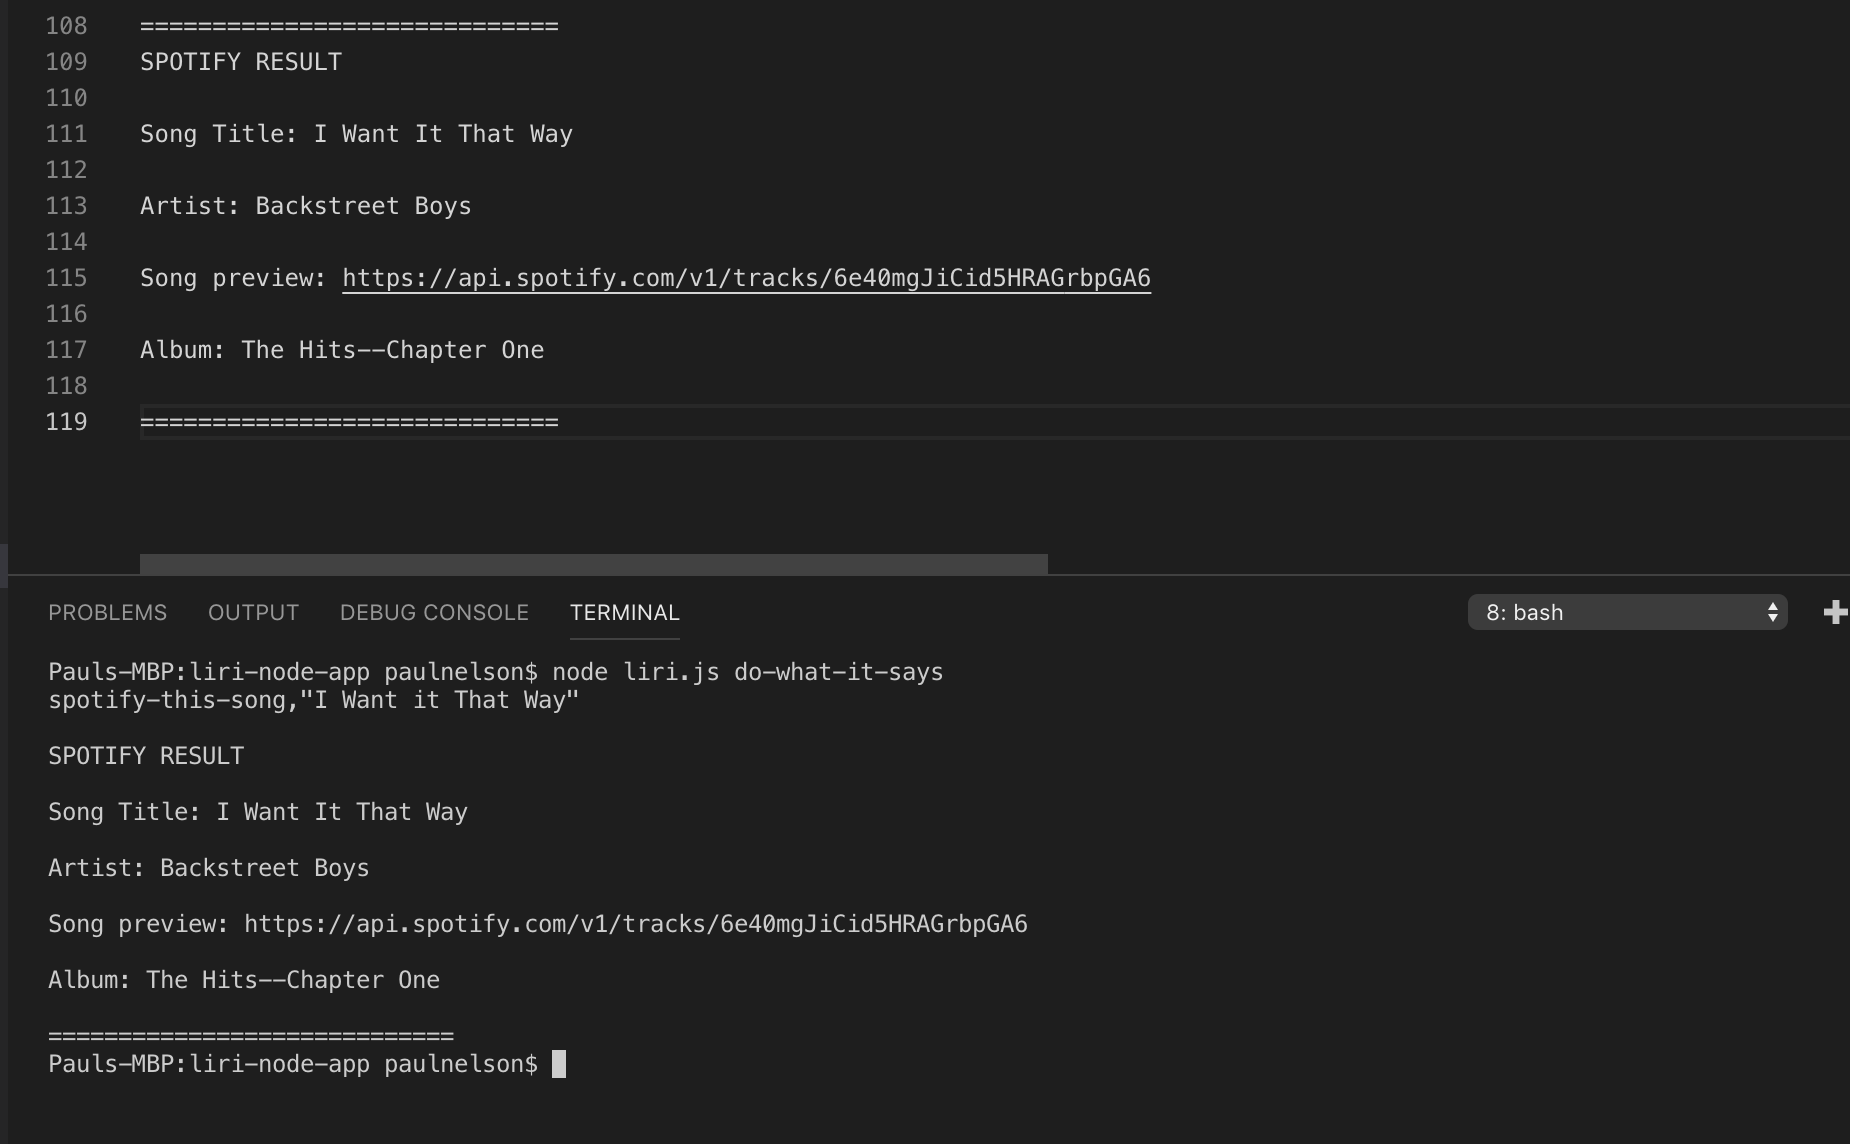 108 =============================
109 SPOTIFY RESULT
110
111 Song Title: I Want It That Way
112
113 Artist: Backstreet Boys
114
115 Song preview: https://api.spotify.com/v1/tracks/6e40mgJiCid5HRAGrbpGA6
116
117 Album: The Hits--Chapter One
118
119 =============================
PROBLEMS OUTPUT DEBUG CONSOLE TERMINAL 8: bash
Pauls-MBP:liri-node-app paulnelson$ node liri.js do-what-it-says
spotify-this-song,"I Want it That Way"
SPOTIFY RESULT
Song Title: I Want It That Way
Artist: Backstreet Boys
Song preview: https://api.spotify.com/v1/tracks/6e40mgJiCid5HRAGrbpGA6
Album: The Hits--Chapter One
=============================
Pauls-MBP:liri-node-app paulnelson$